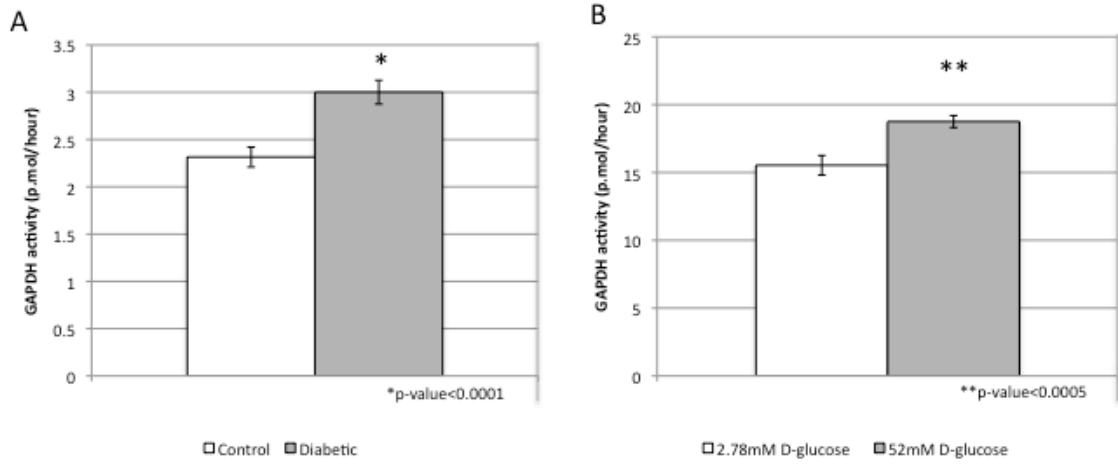 A
GAPDH activity (p.mol/hour)
3.5
3
2.5
2
1.5
1
0.5
0
*
*p-value<0.0001
Control Diabetic
B
GAPDH activity (p.mol/hour)
25
20
15
10
5
0
**
**p-value<0.0005
2.78mM D-glucose 52mM D-glucose